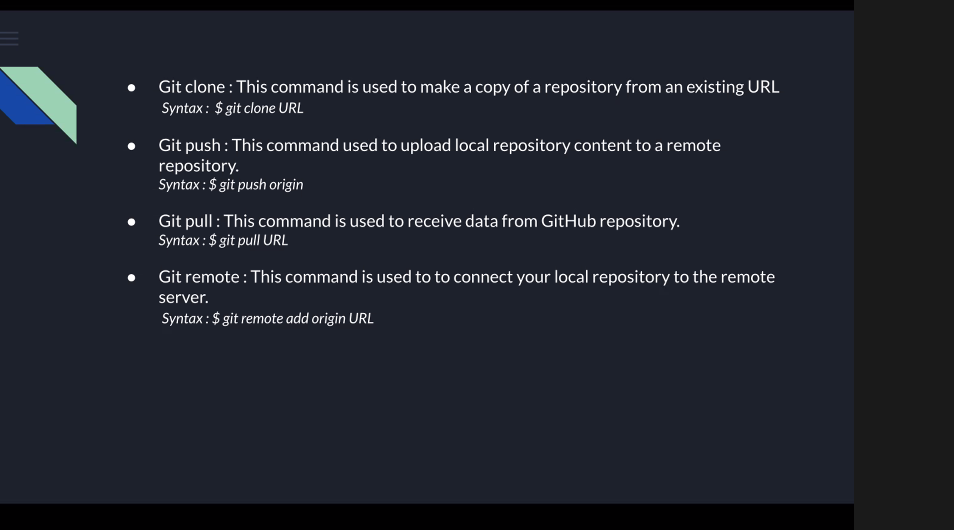 ● Git clone : This command is used to make a copy of a repository from an existing URL
Syntax : $ git clone URL
● Git push : This command used to upload local repository content to a remote
repository.
Syntax : $ git push origin
● Git pull : This command is used to receive data from GitHub repository.
Syntax : $ git pull URL
● Git remote : This command is used to to connect your local repository to the remote
server.
Syntax : $ git remote add origin URL